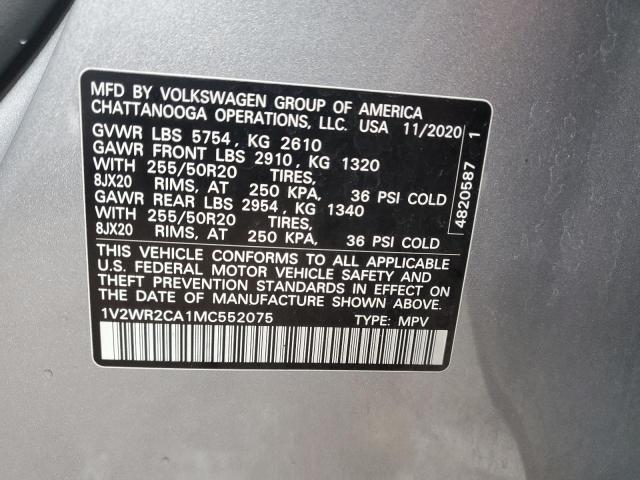 MFD BY VOLKSWAGEN GROUP OF AMERICA
CHATTANOOGA OPERATIONS, LLC. USA 11/2020
GVWR LBS 5754, KG 2610
GAWR FRONT LBS 2910, KG 1320
WITH 255/50R20 TIRES,
8JX20 RIMS, AT 250 KPA, 36 PSI COLD
GAWR REAR LBS 2954, KG 1340
WITH 255/50R20 TIRES,
8JX20 RIMS, AT 250 KPA, 36 PSI COLD
THIS VEHICLE CONFORMS TO ALL APPLICABLE
U.S. FEDERAL MOTOR VEHICLE SAFETY AND
THEFT PREVENTION STANDARDS IN EFFECT ON
THE DATE OF MANUFACTURE SHOWN ABOVE.
1V2WR2CA1MC552075 TYPE: MPV
4820587 1